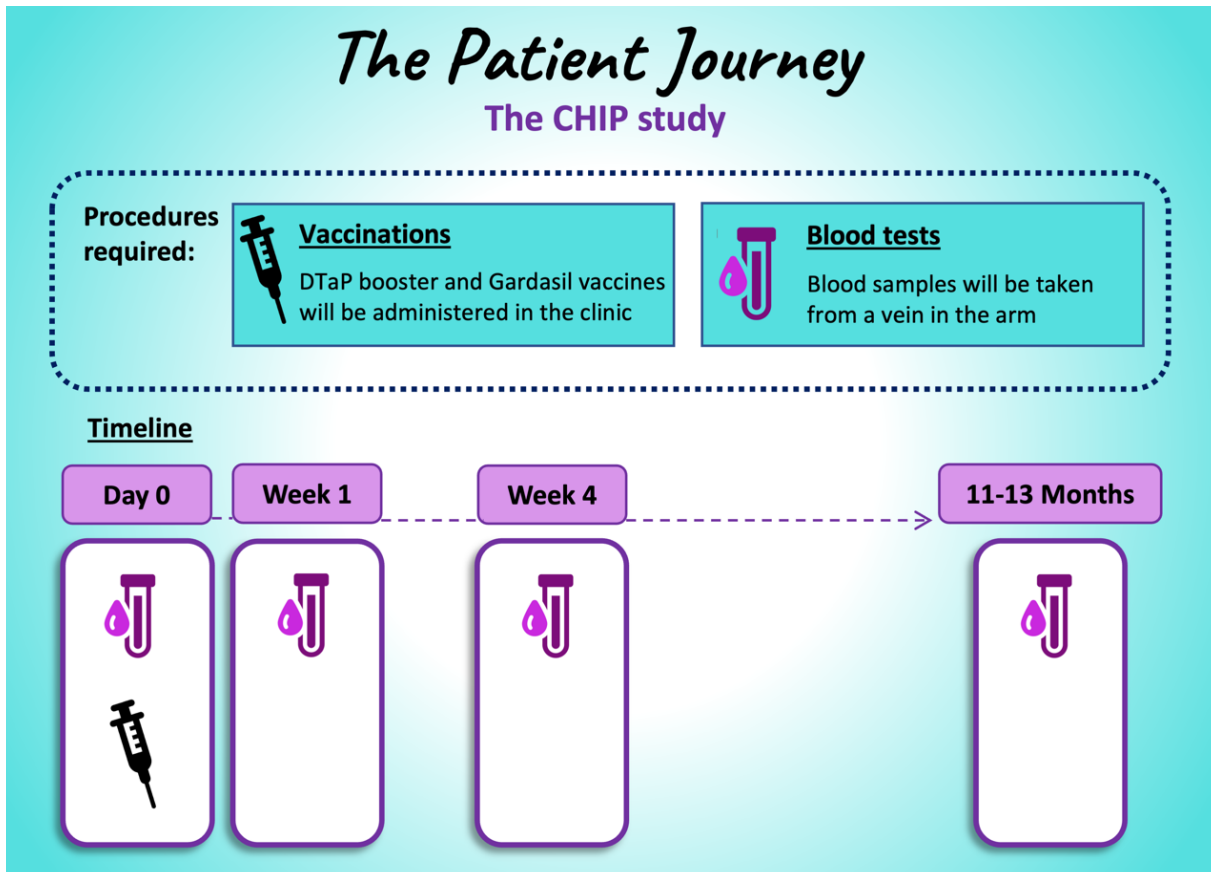 The Patient Journey
The CHIP study
Procedures
required:
Vaccinations
DTaP booster and Gardasil vaccines
will be administered in the clinic
Blood tests
Blood samples will be taken
from a vein in the arm
Timeline
Day 0
Week 1
Week 4
11-13 Months